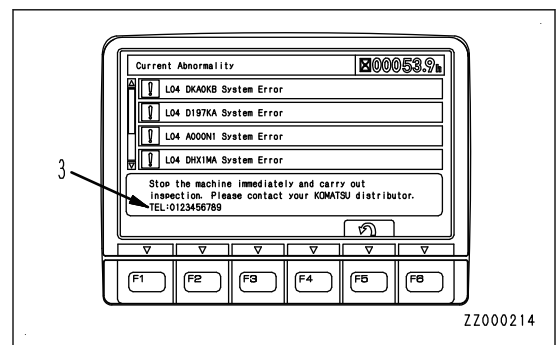 Current Abnormality
00053.9h
L04 DKA0KB System Error
L04 D197KA System Error
L04 A000N1 System Error
L04 DHX1MA System Error
3
Stop the machine immediately and carry out
inspection. Please contact your KOMATSU distributor.
TEL:0123456789
F1 F2 F3 F4 F5 F6
ZZ000214